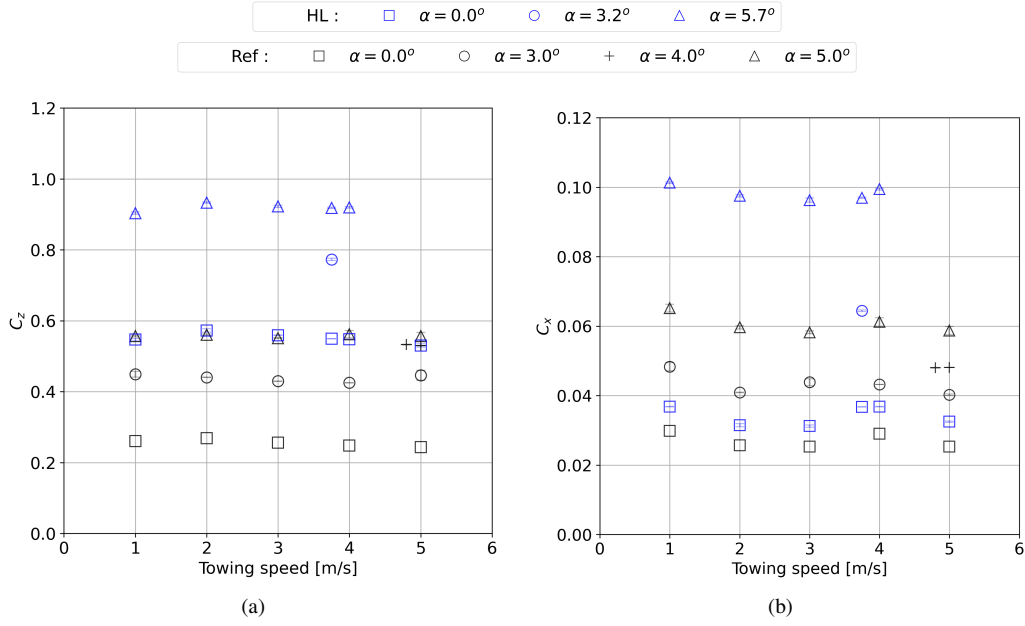 HL : α = 0.0° α = 3.2° α = 5.7°
Ref : α = 0.0° α = 3.0° α = 4.0° α = 5.0°
1.2
1.0
0.8
0.6
0.4
0.2
0.0
C_z
0 1 2 3 4 5 6
Towing speed [m/s]
(a)
0.12
0.10
0.08
0.06
0.04
0.02
0.00
C_x
0 1 2 3 4 5 6
Towing speed [m/s]
(b)